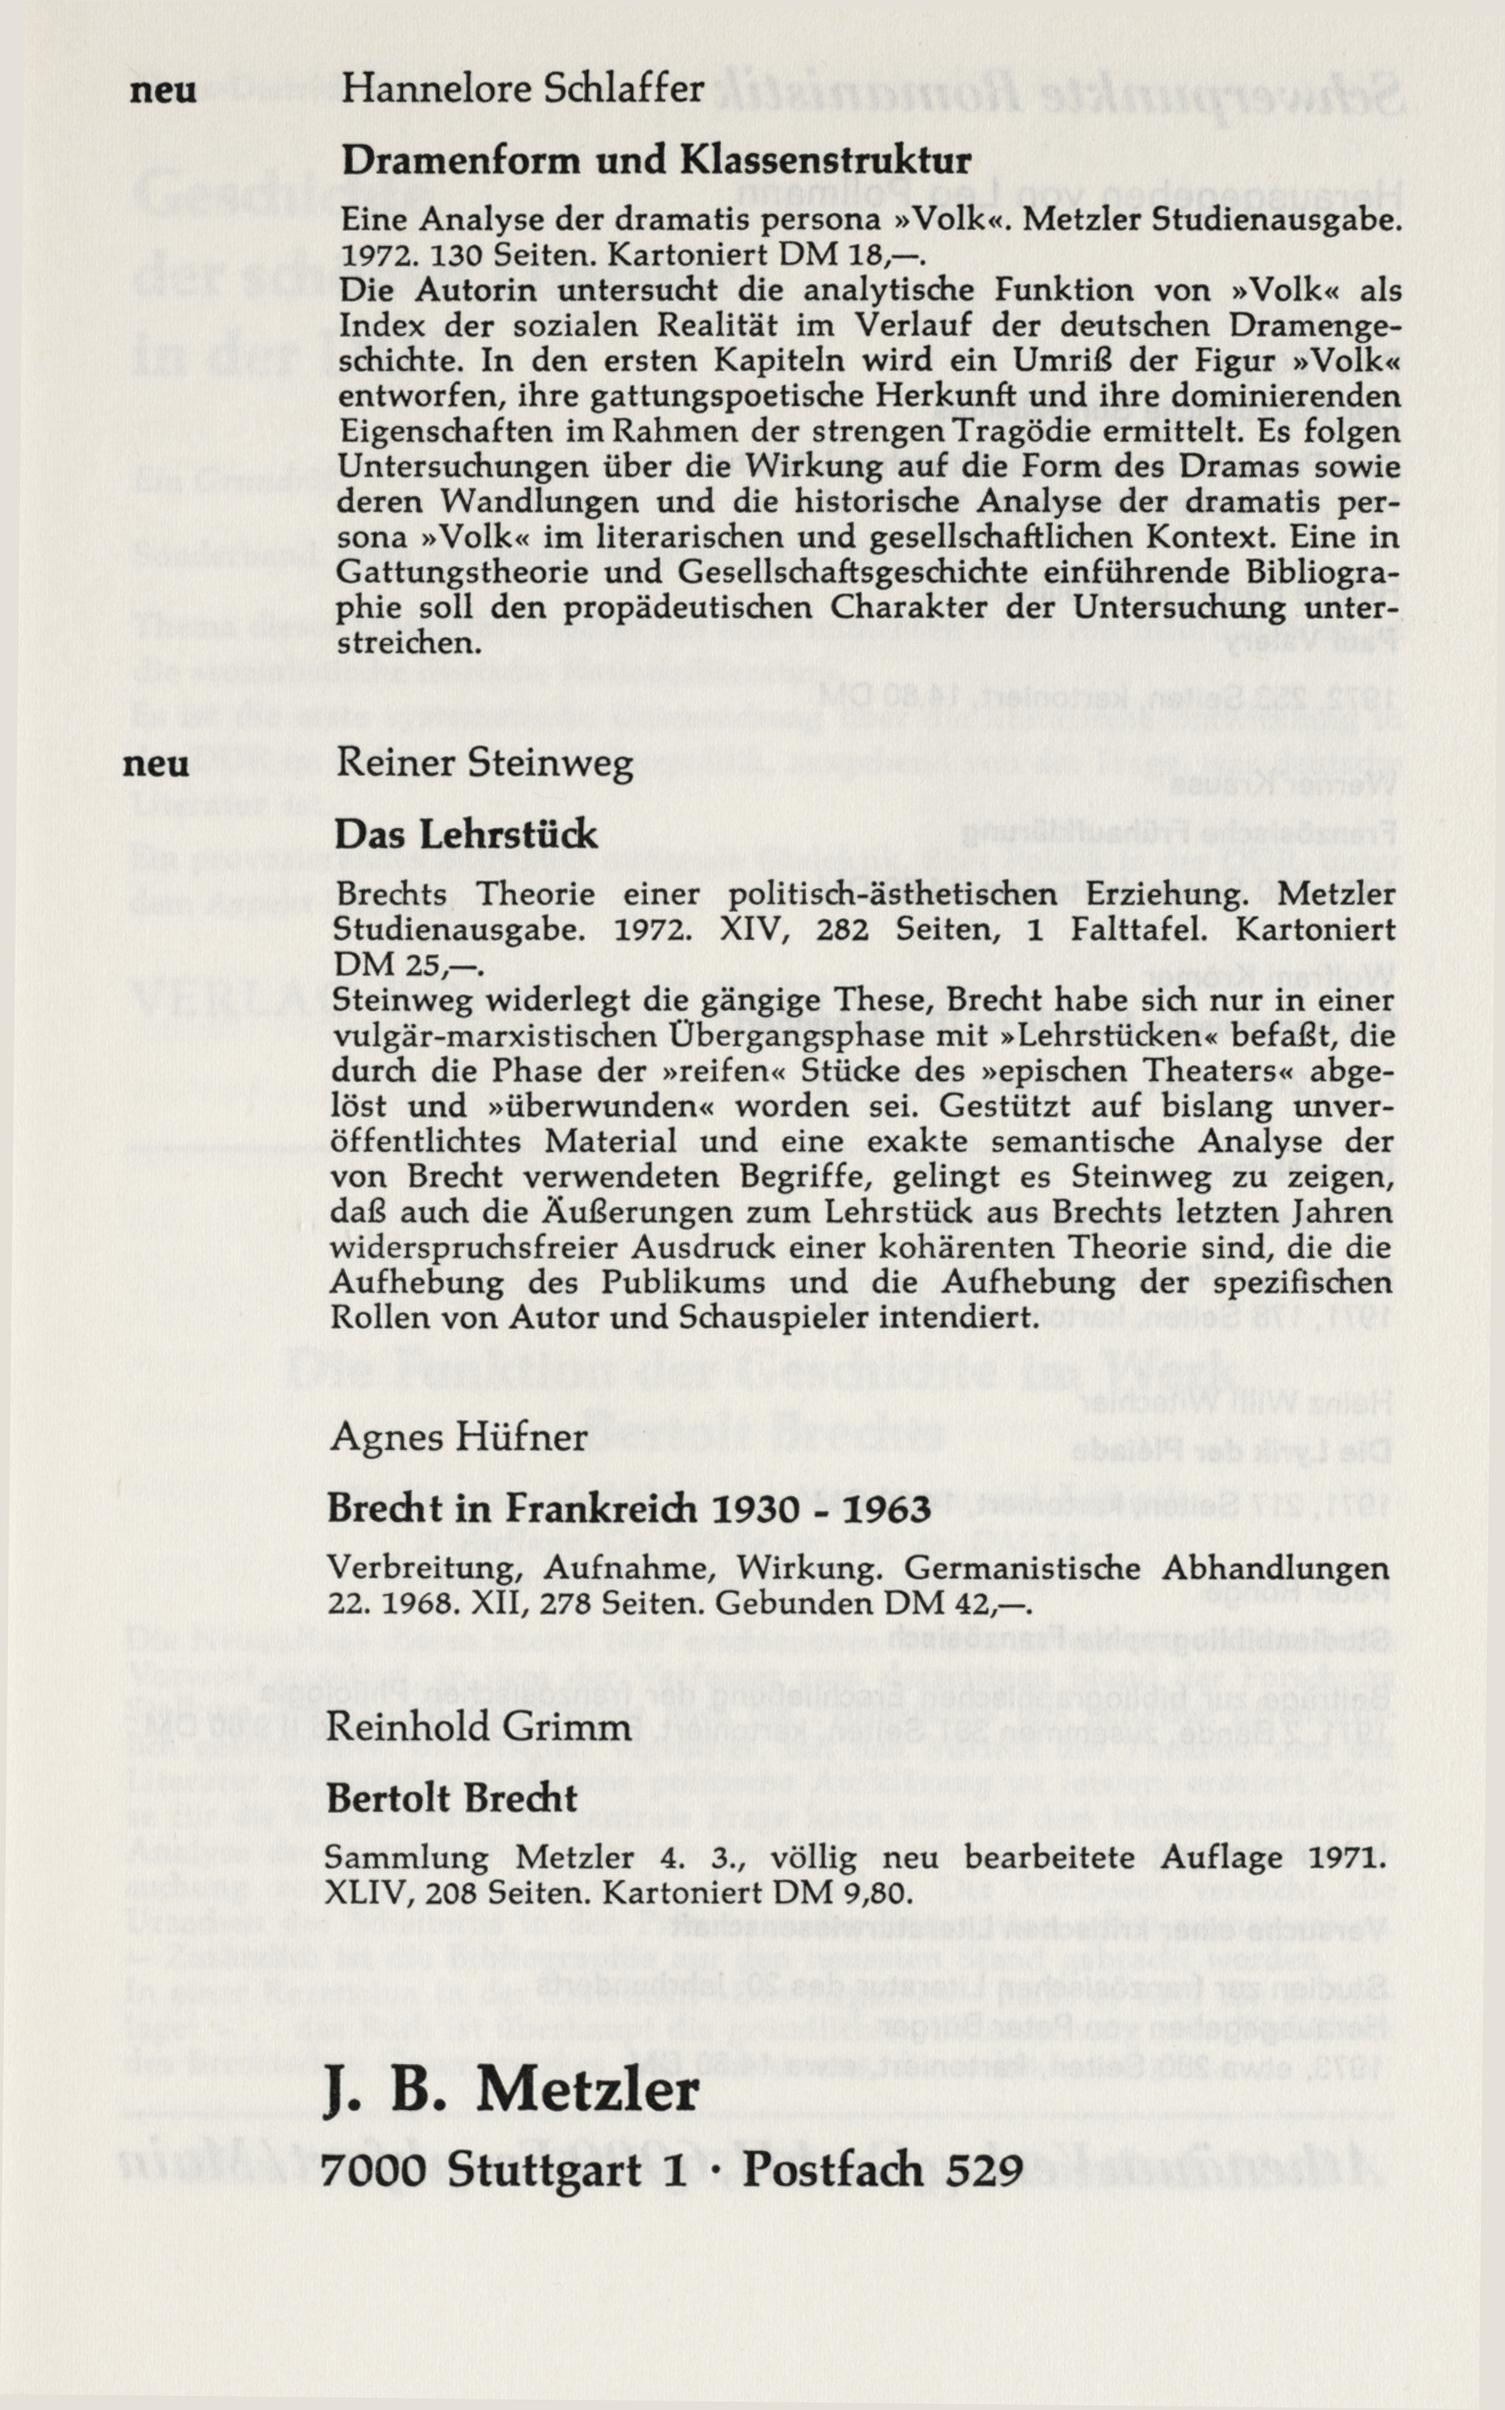 neu Hannelore Schlaffer
Dramenform und Klassenstruktur
Eine Analyse der dramatis persona »Volk«. Metzler Studienausgabe.
1972. 130 Seiten. Kartoniert DM 18,—.
Die Autorin untersucht die analytische Funktion von »Volk« als
Index der sozialen Realität im Verlauf der deutschen Dramenge-
schichte. In den ersten Kapiteln wird ein Umriß der Figur »Volk«
entworfen, ihre gattungspoetische Herkunft und ihre dominierenden
Eigenschaften im Rahmen der strengen Tragödie ermittelt. Es folgen
Untersuchungen über die Wirkung auf die Form des Dramas sowie
deren Wandlungen und die historische Analyse der dramatis per-
sona »Volk« im literarischen und gesellschaftlichen Kontext. Eine in
Gattungstheorie und Gesellschaftsgeschichte einführende Bibliogra-
phie soll den propädeutischen Charakter der Untersuchung unter-
streichen.
neu Reiner Steinweg
Das Lehrstück
Brechts Theorie einer politisch-ästhetischen Erziehung. Metzler
Studienausgabe. 1972. XIV, 282 Seiten, 1 Falttafel. Kartoniert
DM 25,—.
Steinweg widerlegt die gängige These, Brecht habe sich nur in einer
vulgär-marxistischen Übergangsphase mit »Lehrstücken« befaßt, die
durch die Phase der »reifen« Stücke des »epischen Theaters« abge-
löst und »überwunden« worden sei. Gestützt auf bislang unver-
öffentlichtes Material und eine exakte semantische Analyse der
von Brecht verwendeten Begriffe, gelingt es Steinweg zu zeigen,
daß auch die Äußerungen zum Lehrstück aus Brechts letzten Jahren
widerspruchsfreier Ausdruck einer kohärenten Theorie sind, die die
Aufhebung des Publikums und die Aufhebung der spezifischen
Rollen von Autor und Schauspieler intendiert.
Agnes Hüfner
Brecht in Frankreich 1930 - 1963
Verbreitung, Aufnahme, Wirkung. Germanistische Abhandlungen
22. 1968. XII, 278 Seiten. Gebunden DM 42,—.
Reinhold Grimm
Bertolt Brecht
Sammlung Metzler 4. 3., völlig neu bearbeitete Auflage 1971.
XLIV, 208 Seiten. Kartoniert DM 9,80.
J. B. Metzler
7000 Stuttgart 1 · Postfach 529